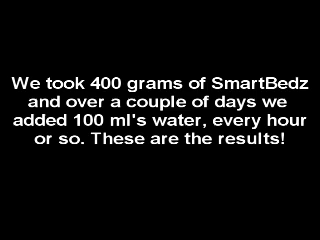 We took 400 grams of SmartBedz
and over a couple of days we
added 100 ml's water, every hour
or so. These are the results!